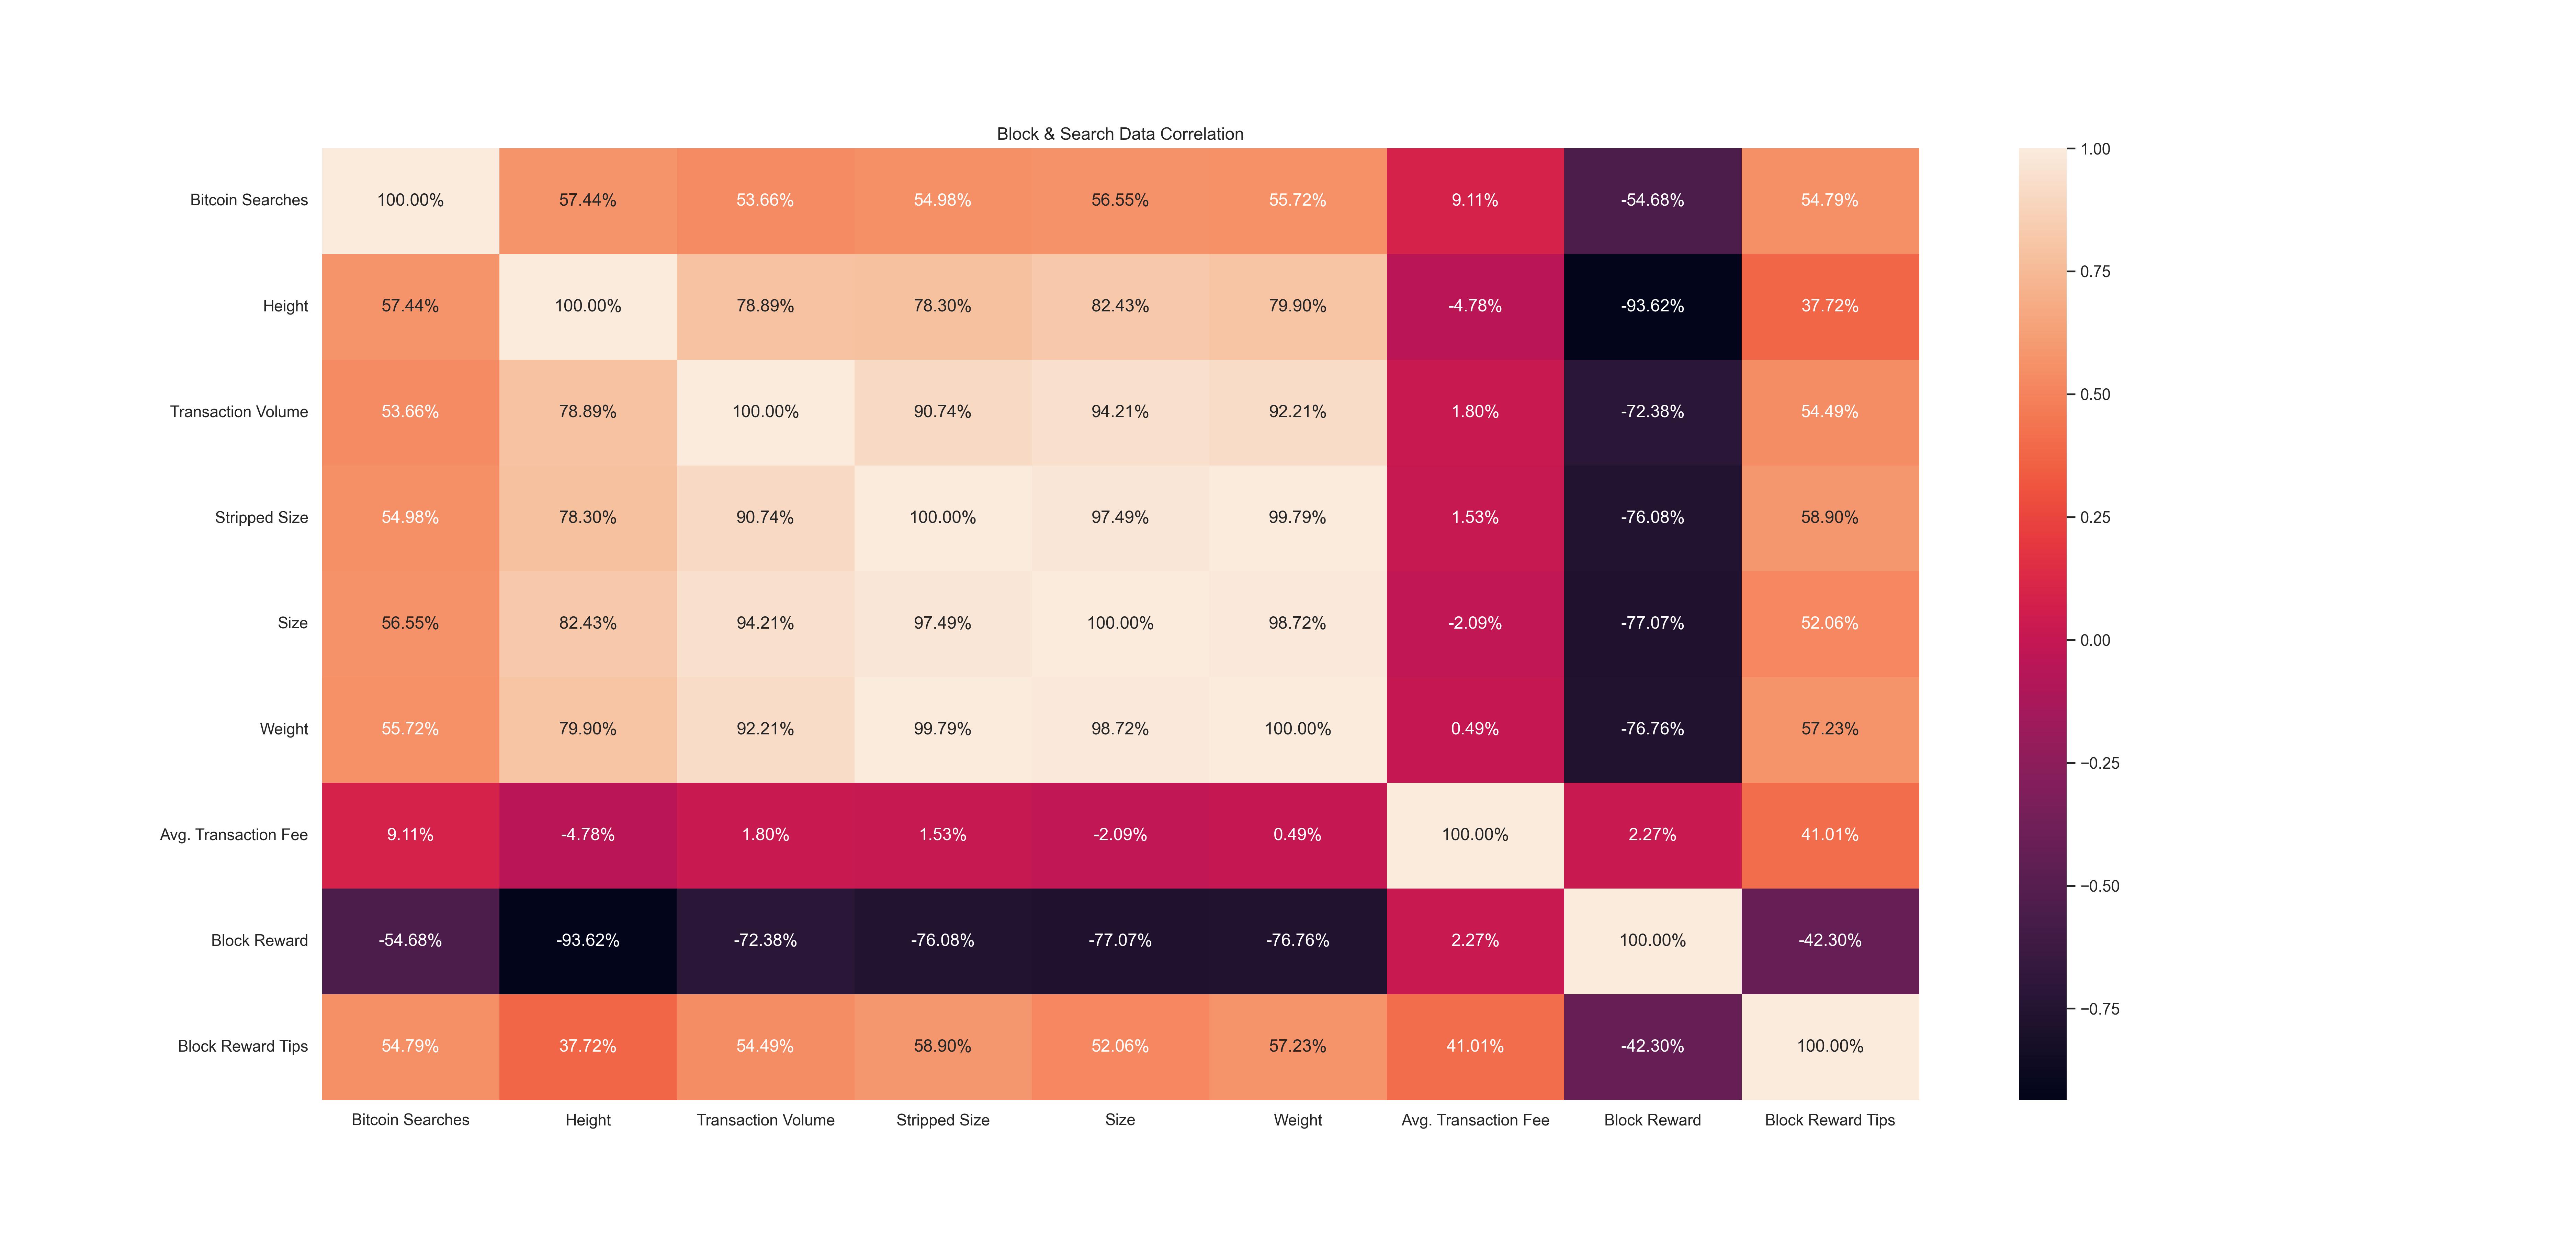 Block & Search Data Correlation
Bitcoin Searches 100.00% 57.44% 53.66% 54.98% 56.55% 55.72% 9.11% -54.68% 54.79%
Height 57.44% 100.00% 78.89% 78.30% 82.43% 79.90% -4.78% -93.62% 37.72%
Transaction Volume 53.66% 78.89% 100.00% 90.74% 94.21% 92.21% 1.80% -72.38% 54.49%
Stripped Size 54.98% 78.30% 90.74% 100.00% 97.49% 99.79% 1.53% -76.08% 58.90%
Size 56.55% 82.43% 94.21% 97.49% 100.00% 98.72% -2.09% -77.07% 52.06%
Weight 55.72% 79.90% 92.21% 99.79% 98.72% 100.00% 0.49% -76.76% 57.23%
Avg. Transaction Fee 9.11% -4.78% 1.80% 1.53% -2.09% 0.49% 100.00% 2.27% 41.01%
Block Reward -54.68% -93.62% -72.38% -76.08% -77.07% -76.76% 2.27% 100.00% -42.30%
Block Reward Tips 54.79% 37.72% 54.49% 58.90% 52.06% 57.23% 41.01% -42.30% 100.00%
Bitcoin Searches Height Transaction Volume Stripped Size Size Weight Avg. Transaction Fee Block Reward Block Reward Tips
1.00
0.75
0.50
0.25
0.00
−0.25
−0.50
−0.75